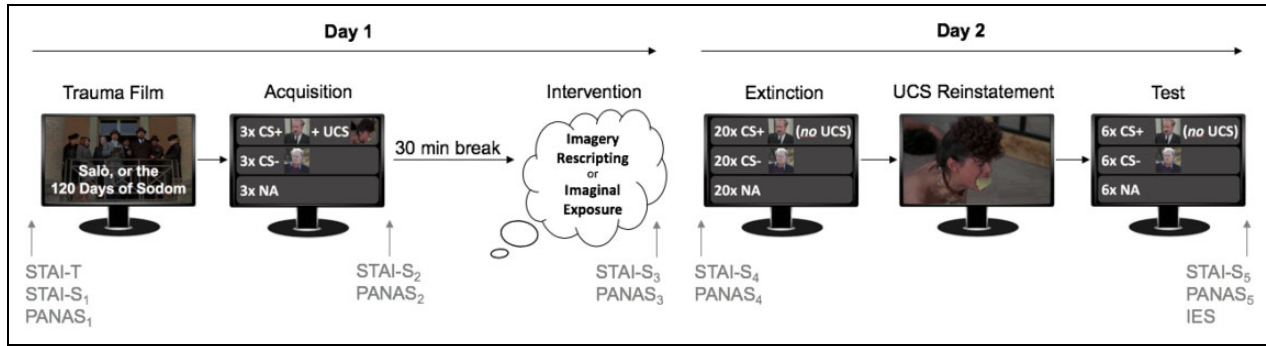 Day 1
Day 2
Trauma Film
Acquisition
Intervention
Extinction
UCS Reinstatement
Test
Salò, or the
120 Days of Sodom
3x CS+ + UCS
3x CS-
3x NA
30 min break
Imagery
Rescripting
or
Imaginal
Exposure
20x CS+ (no UCS)
20x CS-
20x NA
6x CS+ (no UCS)
6x CS-
6x NA
STAI-T
STAI-S₁
PANAS₁
STAI-S₂
PANAS₂
STAI-S₃
PANAS₃
STAI-S₄
PANAS₄
STAI-S₅
PANAS₅
IES